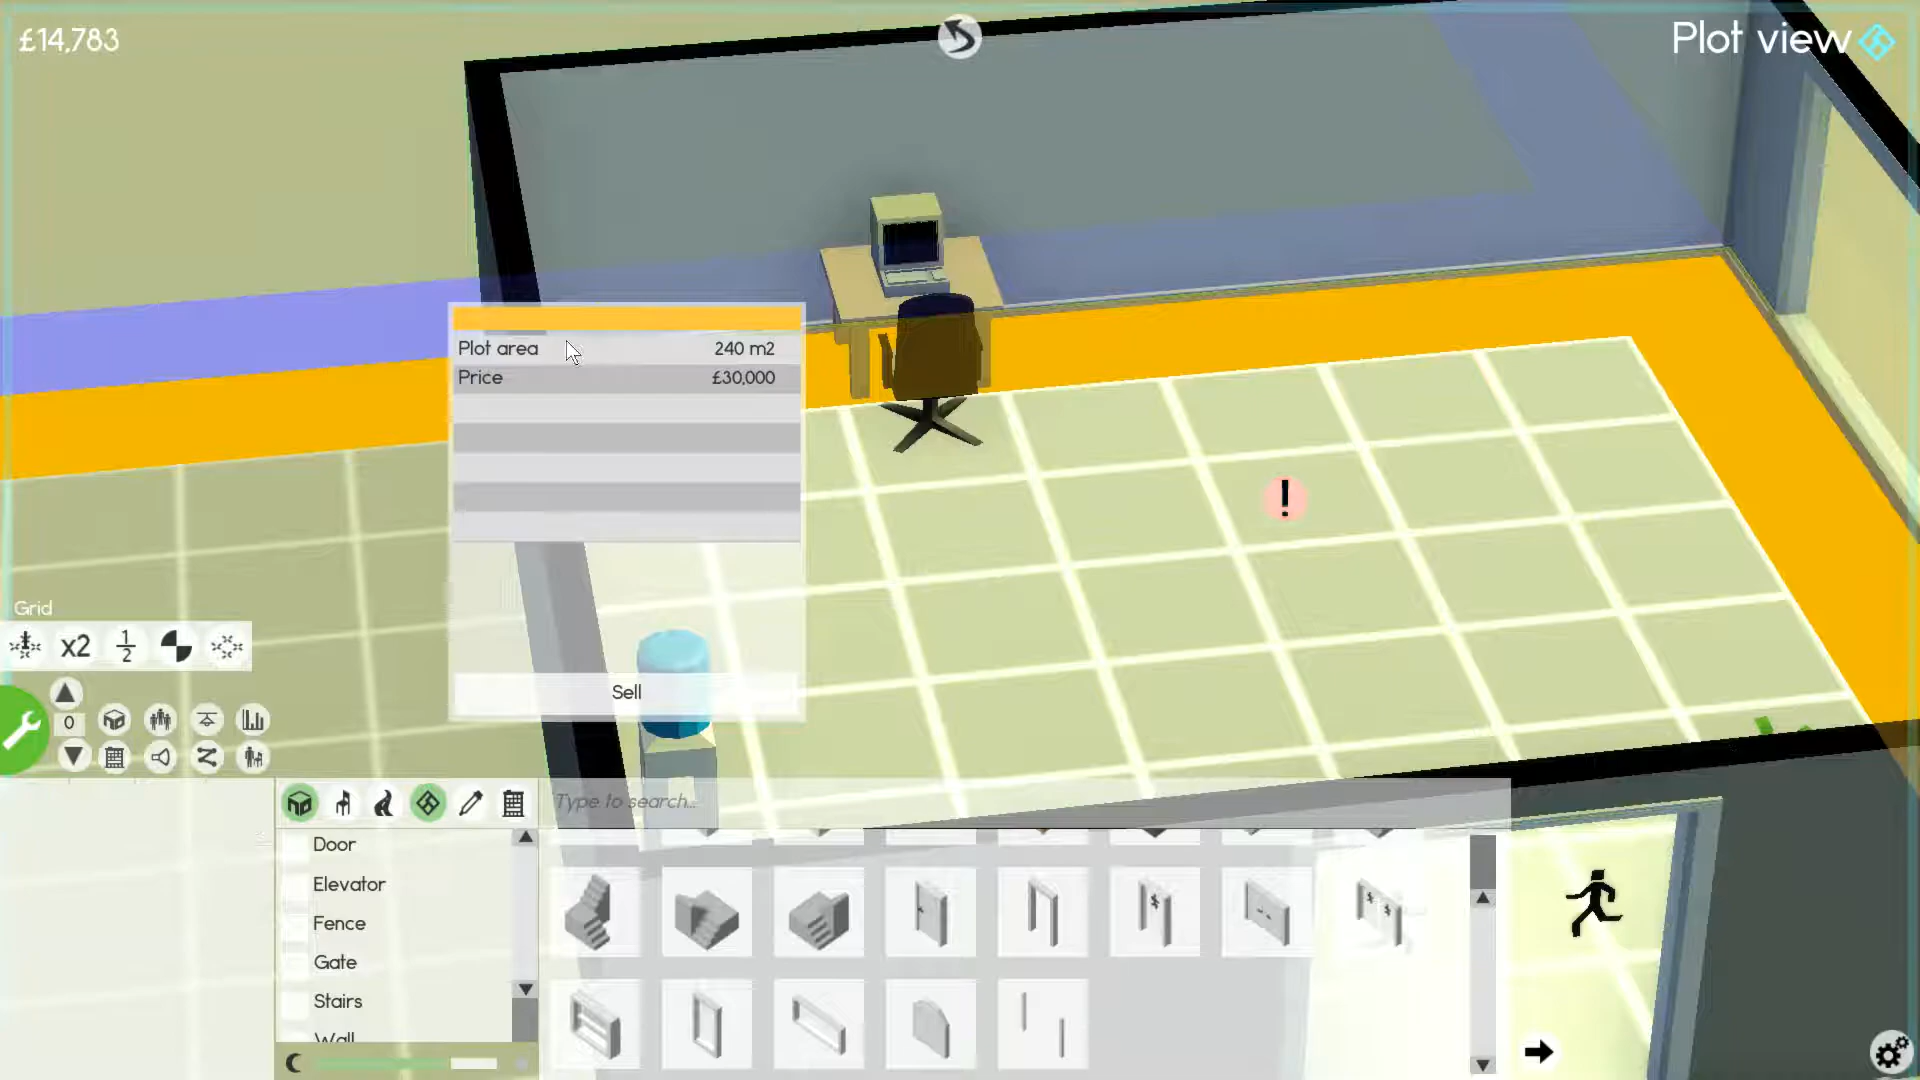 £14,783
Plot view
Plot area 240 m2
Price £30,000
Sell
Grid
x2
1
2
0
!
Type to search...
Door
Elevator
Fence
Gate
Stairs
Wall